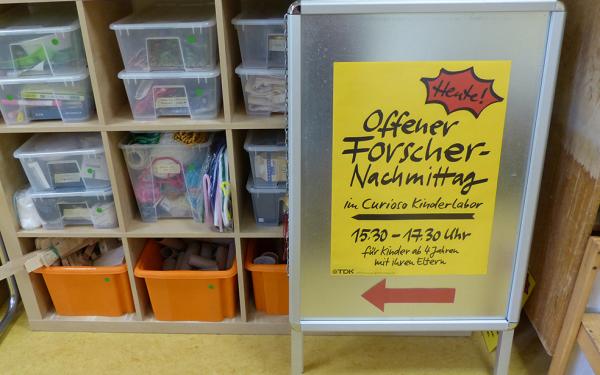 Heute!
Offener
Forscher-
Nachmittag
im Curioso Kinderlabor
15:30 - 17:30 Uhr
für Kinder ab 4 Jahren
mit ihren Eltern
©TDK